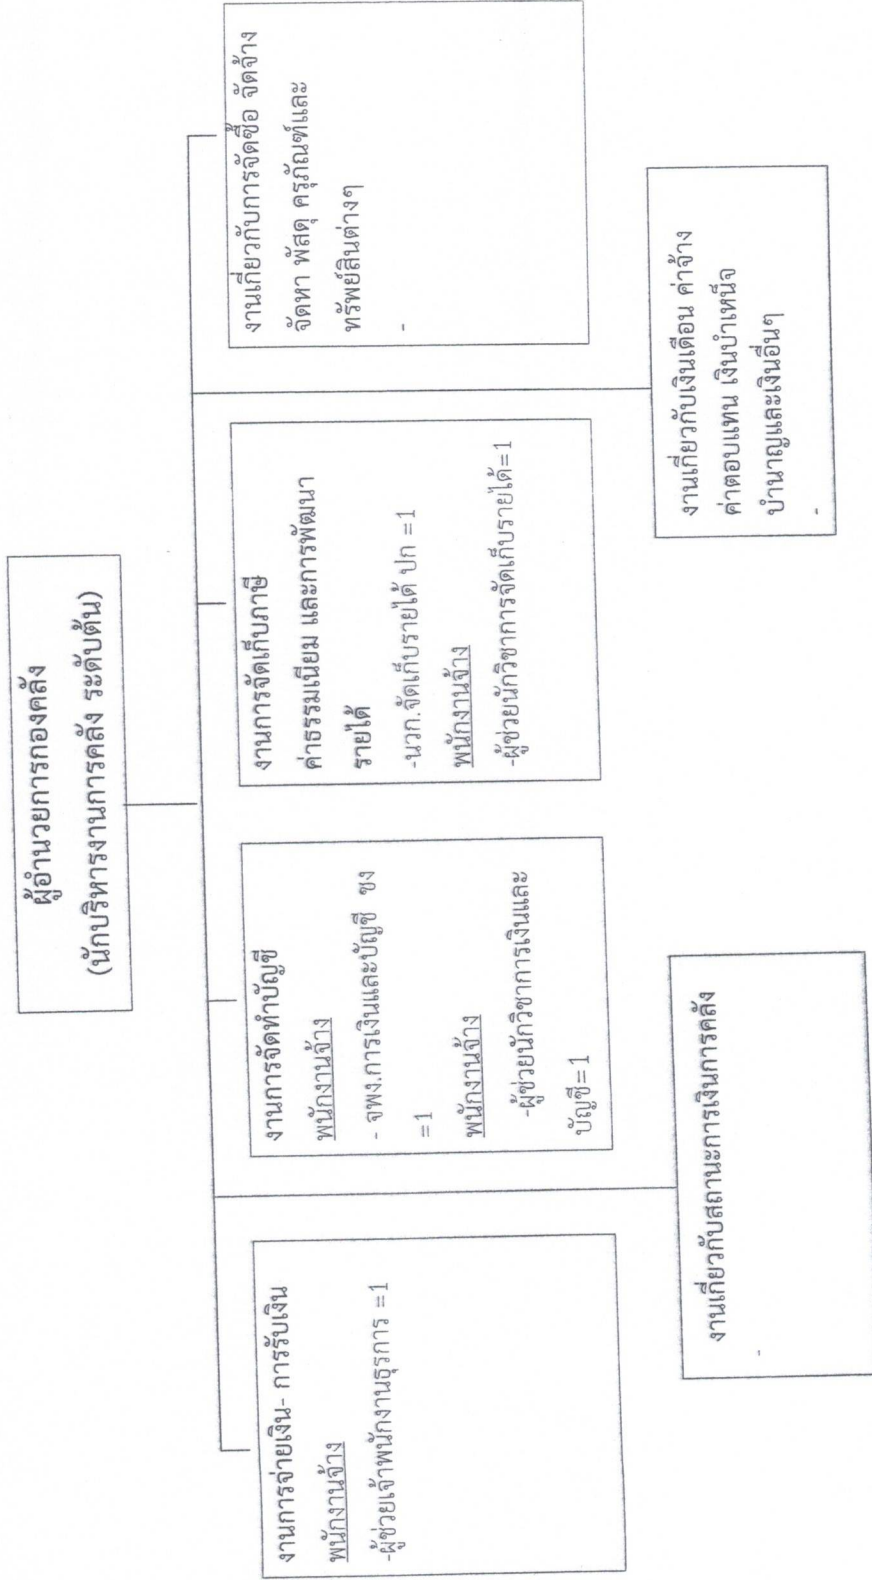 ผู้อำนวยการกองคลัง
(นักบริหารงานการคลัง ระดับต้น)
งานการจ่ายเงิน- การรับเงิน
พนักงานจ้าง
-ผู้ช่วยเจ้าพนักงานธุรการ =1
งานการจัดทำบัญชี
พนักงานจ้าง
- จพง.การเงินและบัญชี ชง
=1
พนักงานจ้าง
-ผู้ช่วยนักวิชาการเงินและ
บัญชี=1
งานการจัดเก็บภาษี
ค่าธรรมเนียม และการพัฒนา
รายได้
-นวก.จัดเก็บรายได้ ปก =1
พนักงานจ้าง
-ผู้ช่วยนักวิชาการจัดเก็บรายได้=1
งานเกี่ยวกับการจัดซื้อ จัดจ้าง
จัดหา พัสดุ ครุภัณฑ์และ
ทรัพย์สินต่างๆ
-
งานเกี่ยวกับสถานะการเงินการคลัง
-
งานเกี่ยวกับเงินเดือน ค่าจ้าง
ค่าตอบแทน เงินบำเหน็จ
บำนาญและเงินอื่นๆ
-